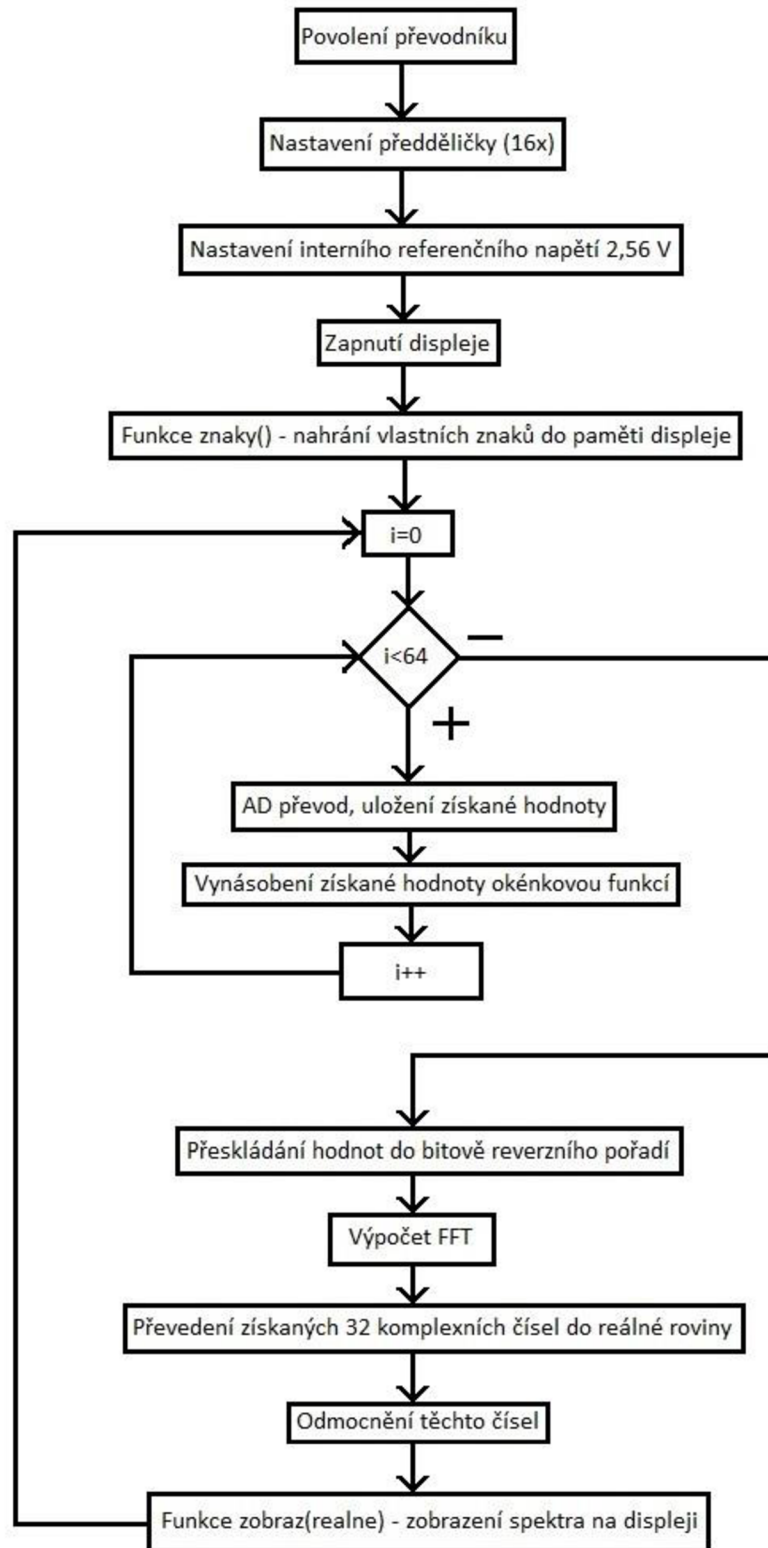 Povolení převodníku
Nastavení předděličky (16x)
Nastavení interního referenčního napětí 2,56 V
Zapnutí displeje
Funkce znaky() - nahrání vlastních znaků do paměti displeje
i=0
i<64
−
+
AD převod, uložení získané hodnoty
Vynásobení získané hodnoty okénkovou funkcí
i++
Přeskládání hodnot do bitově reverzního pořadí
Výpočet FFT
Převedení získaných 32 komplexních čísel do reálné roviny
Odmocnění těchto čísel
Funkce zobraz(realne) - zobrazení spektra na displeji